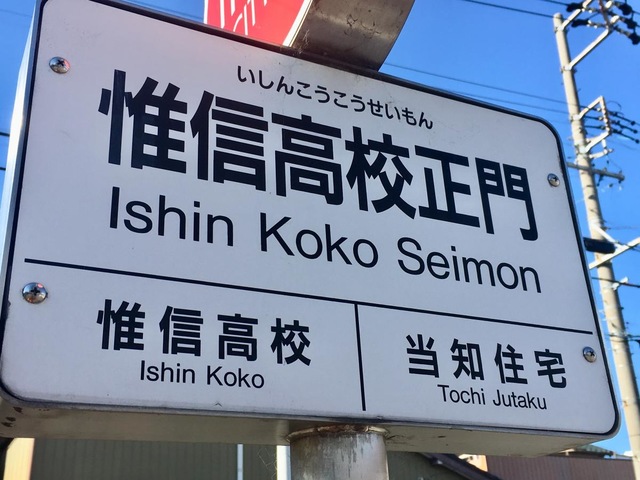 いしんこうこうせいもん
惟信高校正門
Ishin Koko Seimon
惟信高校
Ishin Koko
当知住宅
Tochi Jutaku